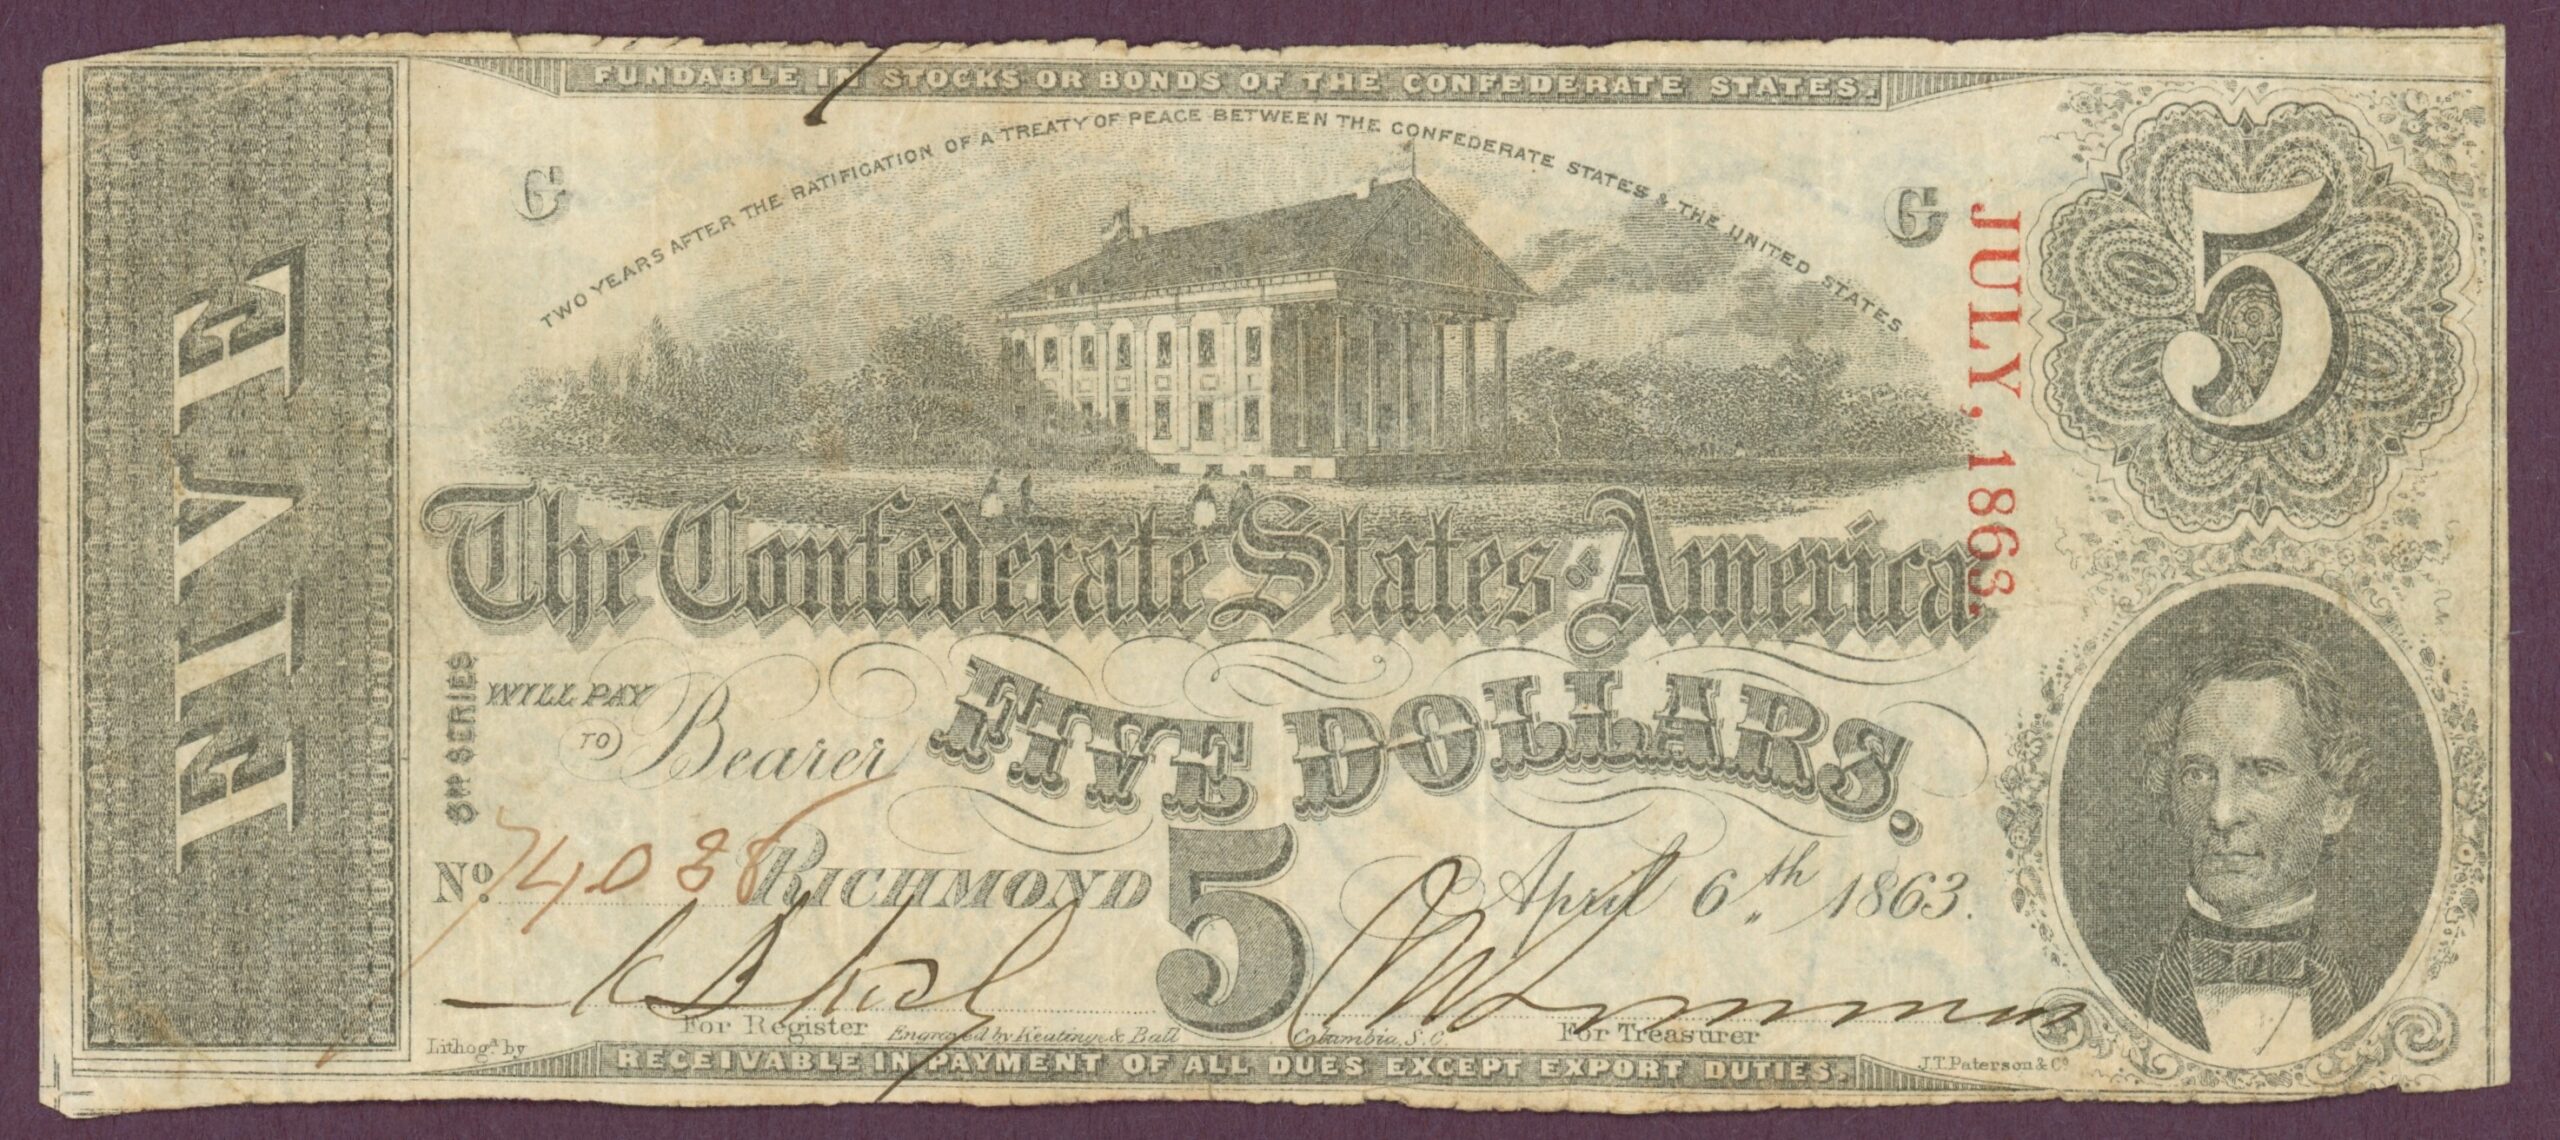 FUNDABLE IN STOCKS OR BONDS OF THE CONFEDERATE STATES.
TWO YEARS AFTER THE RATIFICATION OF A TREATY OF PEACE BETWEEN THE CONFEDERATE STATES & THE UNITED STATES
G
G
FIVE
JULY, 1863.
5
The Confederate States OF America
3RD SERIES
WILL PAY
TO Bearer FIVE DOLLARS.
No. 74038 RICHMOND 5 April 6th 1863.
For Register
Engraved by Keatinge & Ball Columbia, S.C.
For Treasurer
Lithogd by
J.T. Paterson & Co
RECEIVABLE IN PAYMENT OF ALL DUES EXCEPT EXPORT DUTIES.